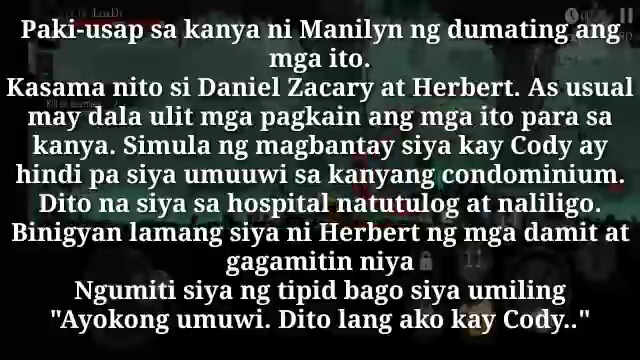 Paki-usap sa kanya ni Manilyn ng dumating ang
mga ito.
Kasama nito si Daniel Zacary at Herbert. As usual
may dala ulit mga pagkain ang mga ito para sa
kanya. Simula ng magbantay siya kay Cody ay
hindi pa siya umuuwi sa kanyang condominium.
Dito na siya sa hospital natutulog at naliligo.
Binigyan lamang siya ni Herbert ng mga damit at
gagamitin niya
Ngumiti siya ng tipid bago siya umiling
"Ayokong umuwi. Dito lang ako kay Cody.."